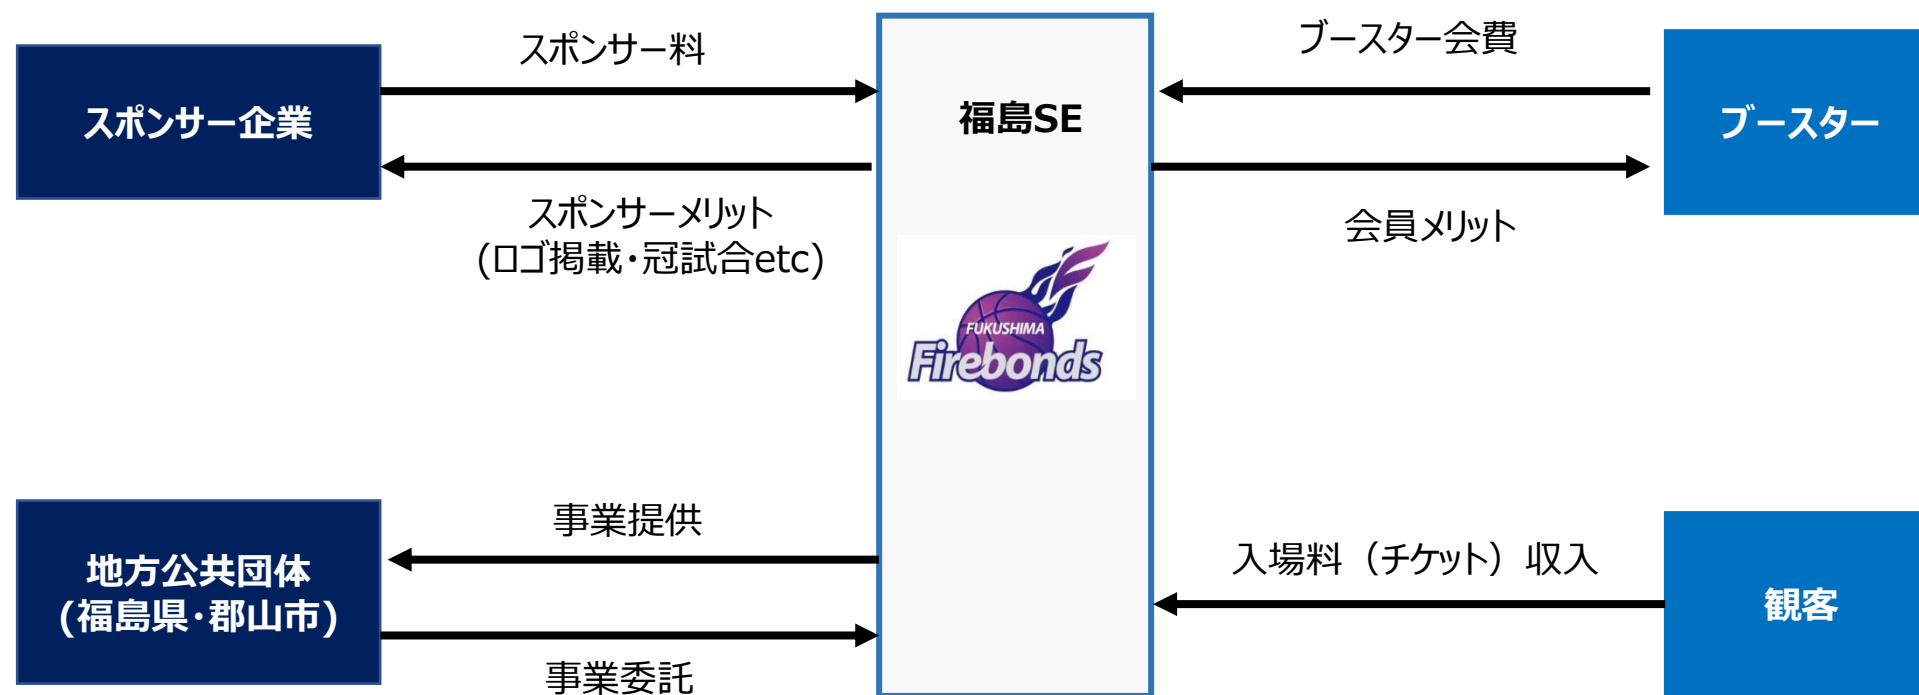 スポンサー企業
スポンサー料
スポンサーメリット
(ロゴ掲載・冠試合etc)
福島SE
FUKUSHIMA
Firebonds
ブースター会費
会員メリット
ブースター
地方公共団体
(福島県・郡山市)
事業提供
事業委託
入場料（チケット）収入
観客